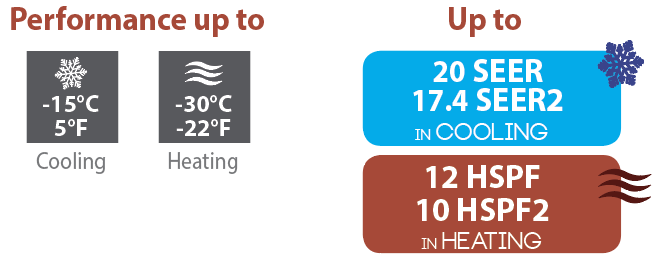 Performance up to
-15°C
5°F
Cooling
-30°C
-22°F
Heating
Up to
20 SEER
17.4 SEER2
IN COOLING
12 HSPF
10 HSPF2
IN HEATING